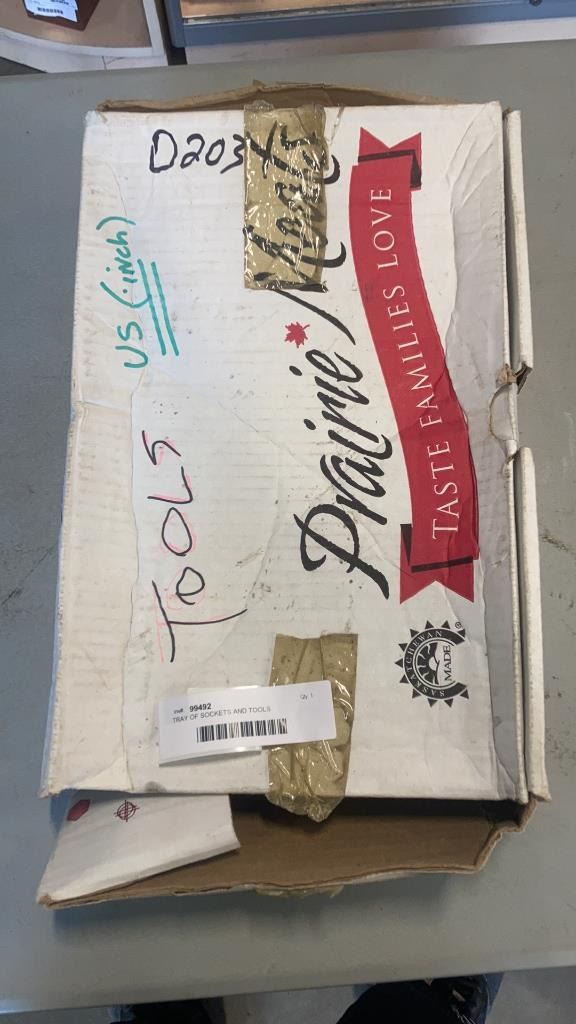 D203
US (inch)
TOOLS
Prairie Meats
TASTE FAMILIES LOVE
SASKATCHEWAN
MADE
®
99492
Qty: 1
TRAY OF SOCKETS AND TOOLS